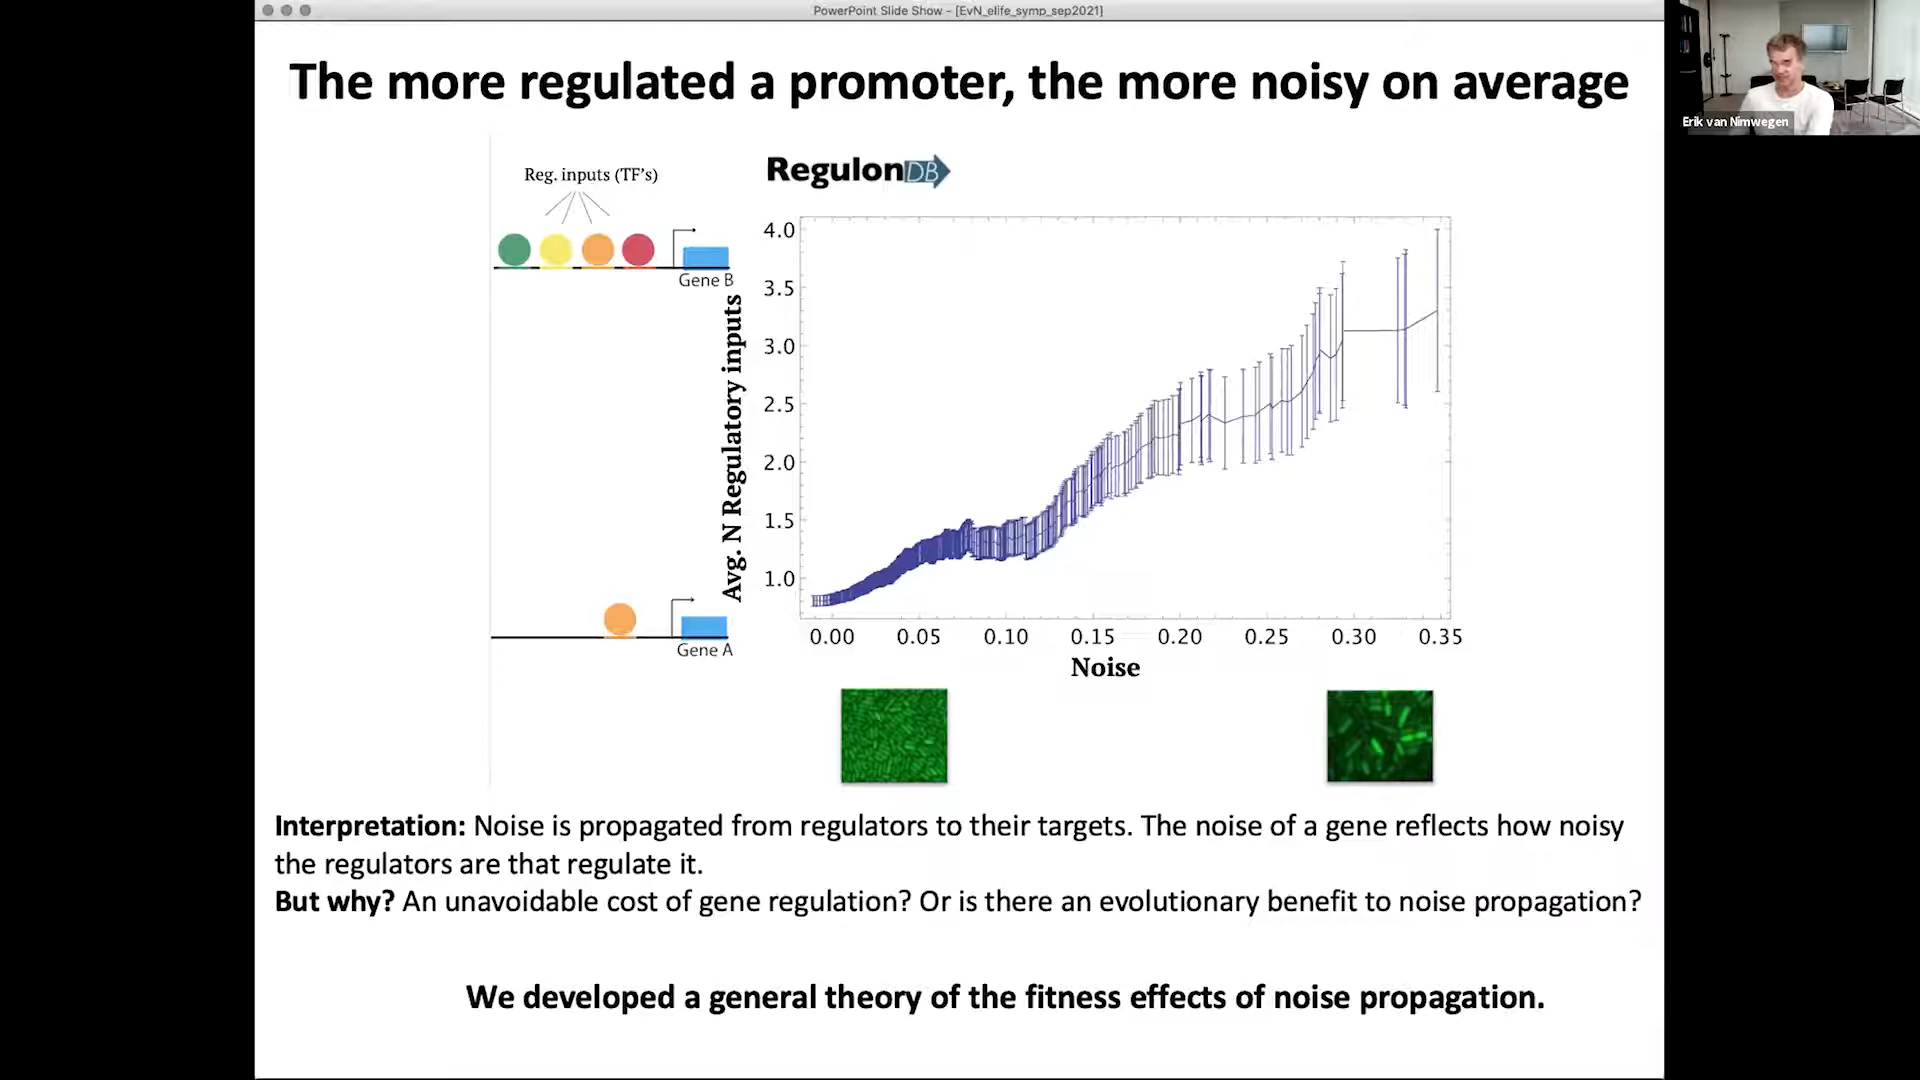 PowerPoint Slide Show - [EvN_elife_symp_sep2021]
The more regulated a promoter, the more noisy on average
Erik van Nimwegen
Reg. inputs (TF's)
RegulonDB
Gene B
Avg. N Regulatory inputs
4.0
3.5
3.0
2.5
2.0
1.5
1.0
Gene A
0.00 0.05 0.10 0.15 0.20 0.25 0.30 0.35
Noise
Interpretation: Noise is propagated from regulators to their targets. The noise of a gene reflects how noisy
the regulators are that regulate it.
But why? An unavoidable cost of gene regulation? Or is there an evolutionary benefit to noise propagation?
We developed a general theory of the fitness effects of noise propagation.